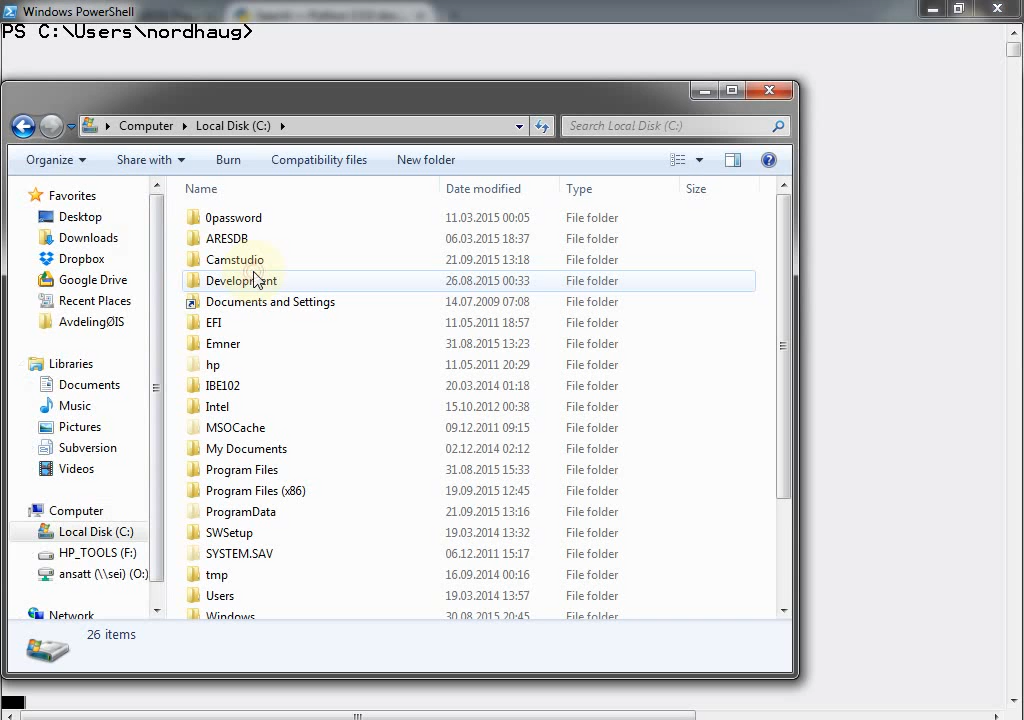 Windows PowerShell
PS C:\Users\nordhaug>
Computer Local Disk (C:)
Search Local Disk (C:)
Organize Share with Burn Compatibility files New folder
Name Date modified Type Size
Favorites
Desktop
Downloads
Dropbox
Google Drive
Recent Places
AvdelingØIS
Libraries
Documents
Music
Pictures
Subversion
Videos
Computer
Local Disk (C:)
HP_TOOLS (F:)
ansatt (\\sei) (O:)
Network
0password 11.03.2015 00:05 File folder
ARESDB 06.03.2015 18:37 File folder
Camstudio 21.09.2015 13:18 File folder
Development 26.08.2015 00:33 File folder
Documents and Settings 14.07.2009 07:08 File folder
EFI 11.05.2011 18:57 File folder
Emner 31.08.2015 13:23 File folder
hp 11.05.2011 20:29 File folder
IBE102 20.03.2014 01:18 File folder
Intel 15.10.2012 00:38 File folder
MSOCache 09.12.2011 09:15 File folder
My Documents 02.12.2014 02:12 File folder
Program Files 31.08.2015 15:33 File folder
Program Files (x86) 19.09.2015 12:45 File folder
ProgramData 21.09.2015 13:16 File folder
SWSetup 19.03.2014 13:32 File folder
SYSTEM.SAV 06.12.2011 15:17 File folder
tmp 16.09.2014 00:16 File folder
Users 19.03.2014 13:57 File folder
Windows 30.08.2015 20:45 File folder
26 items